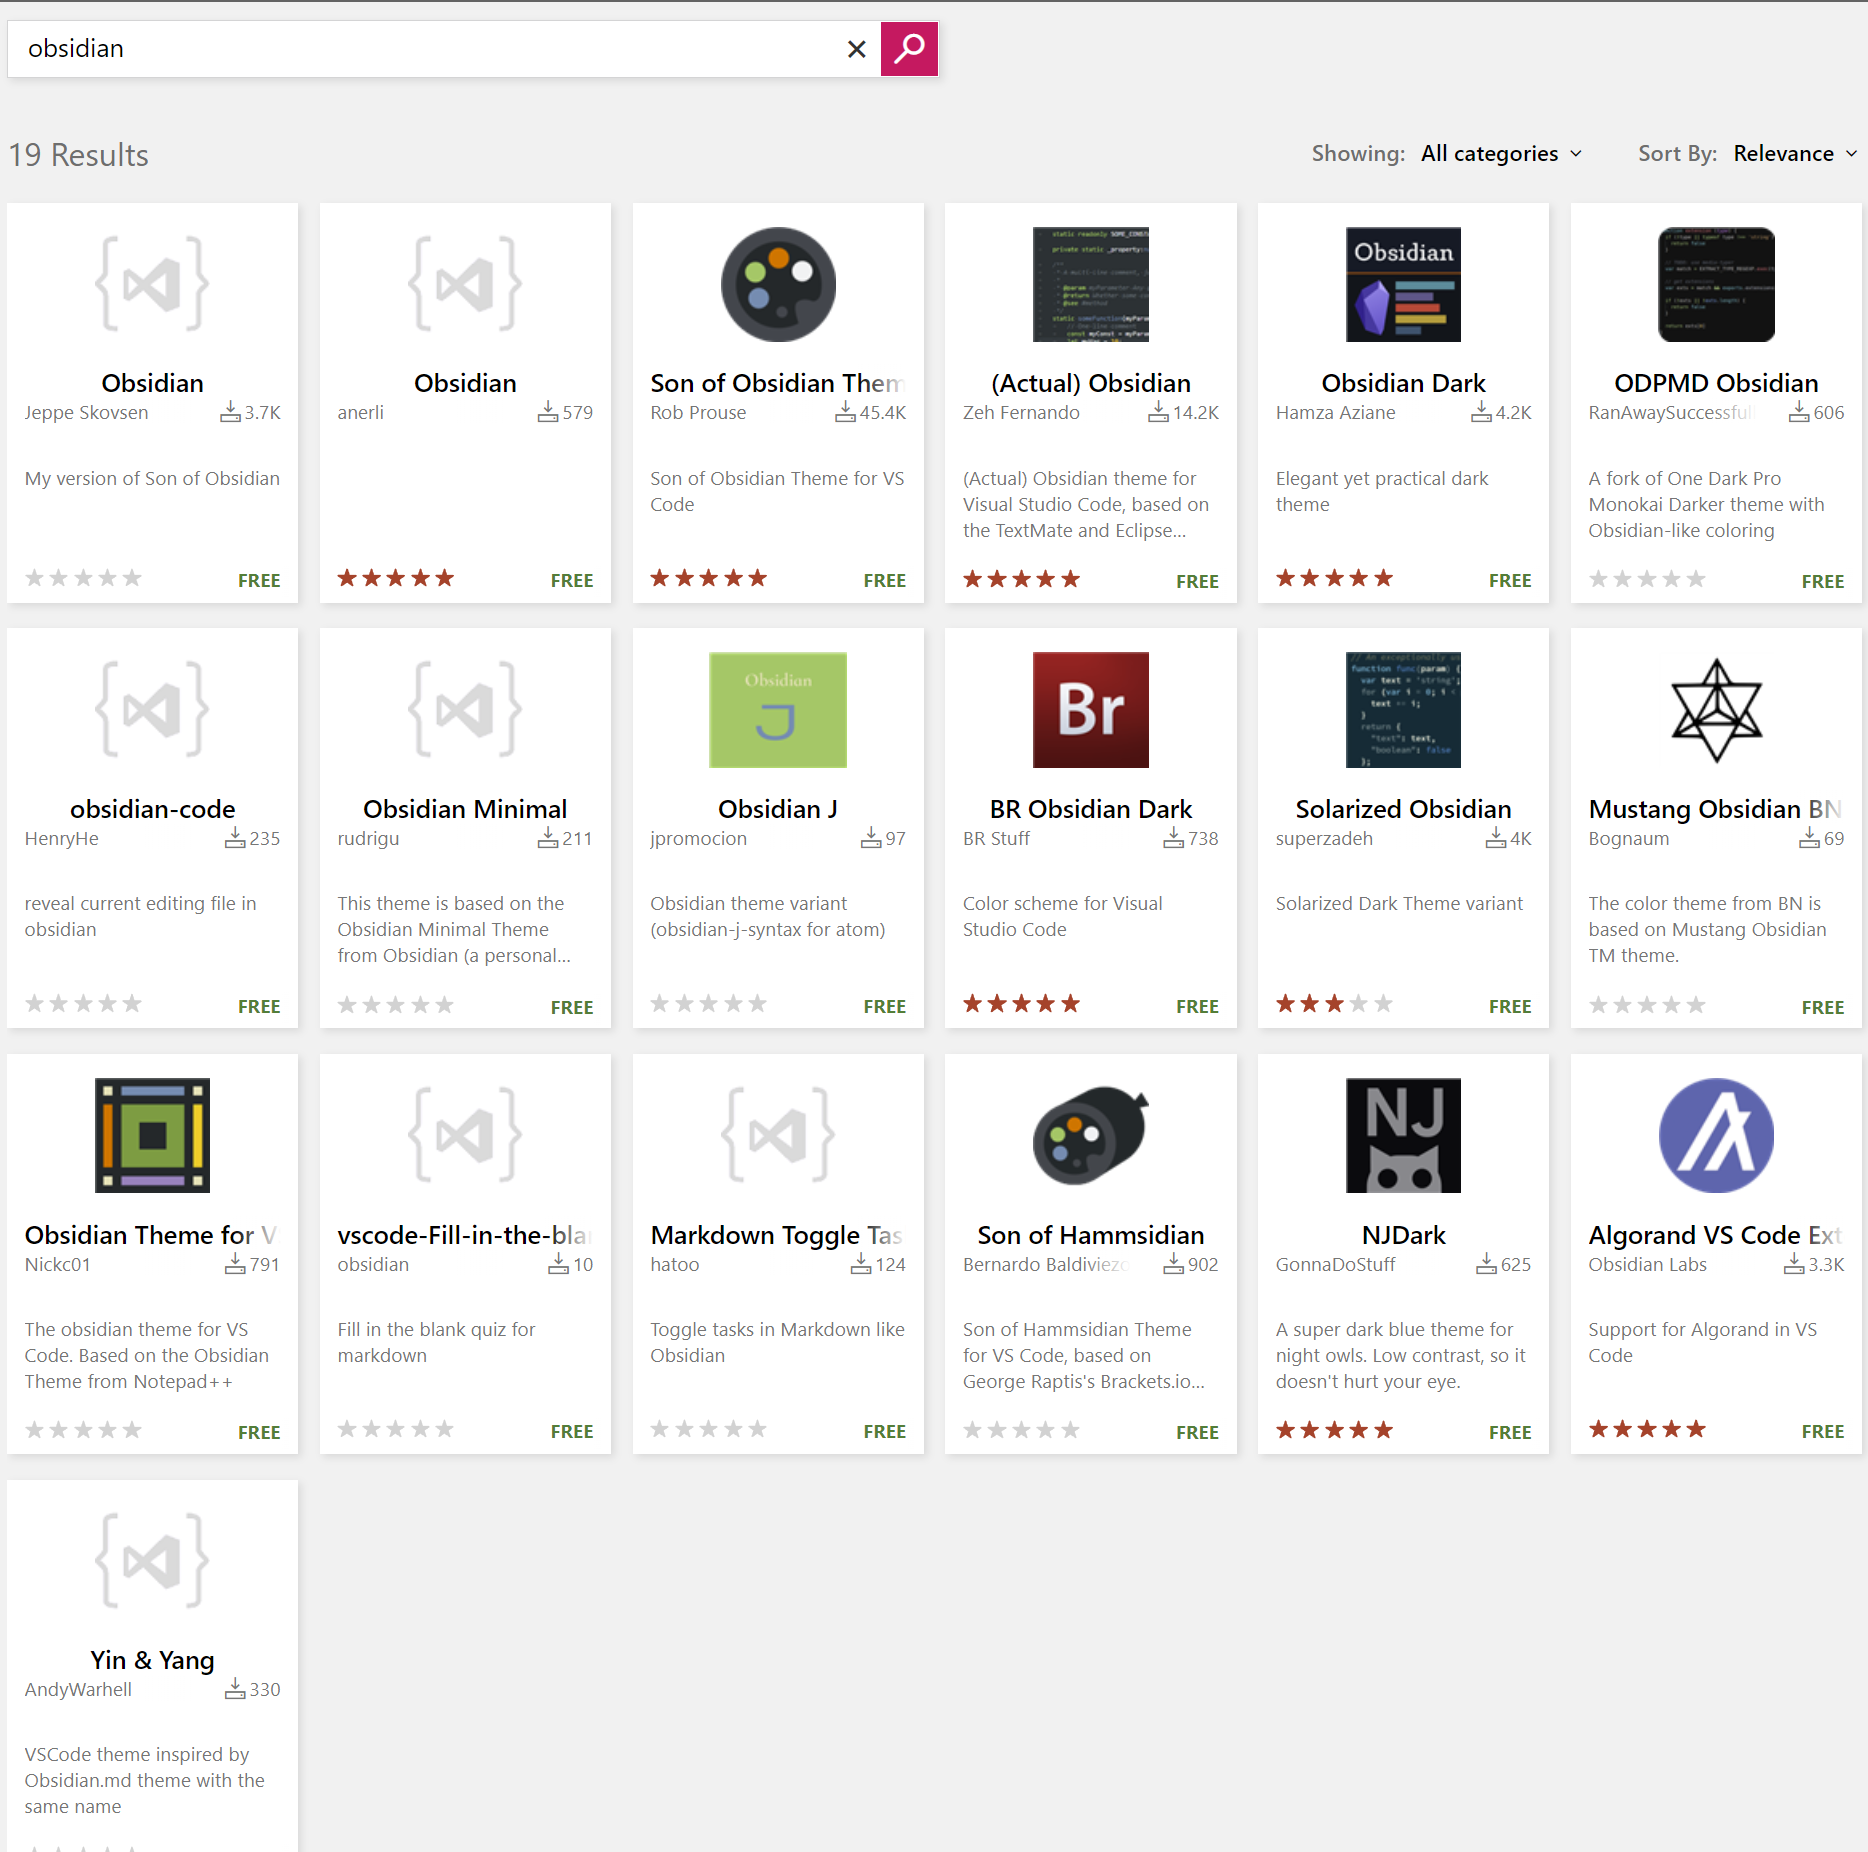 obsidian
19 Results
Showing: All categories
Sort By: Relevance
Obsidian
Jeppe Skovsen 3.7K
My version of Son of Obsidian
FREE
Obsidian
anerli 579
FREE
Son of Obsidian Them
Rob Prouse 45.4K
Son of Obsidian Theme for VS
Code
FREE
(Actual) Obsidian
Zeh Fernando 14.2K
(Actual) Obsidian theme for
Visual Studio Code, based on
the TextMate and Eclipse...
FREE
Obsidian
Obsidian Dark
Hamza Aziane 4.2K
Elegant yet practical dark
theme
FREE
ODPMD Obsidian
RanAwaySuccessful 606
A fork of One Dark Pro
Monokai Darker theme with
Obsidian-like coloring
FREE
obsidian-code
HenryHe 235
reveal current editing file in
obsidian
FREE
Obsidian Minimal
rudrigu 211
This theme is based on the
Obsidian Minimal Theme
from Obsidian (a personal...
FREE
Obsidian
J
Obsidian J
jpromocion 97
Obsidian theme variant
(obsidian-j-syntax for atom)
FREE
Br
BR Obsidian Dark
BR Stuff 738
Color scheme for Visual
Studio Code
FREE
Solarized Obsidian
superzadeh 4K
Solarized Dark Theme variant
FREE
Mustang Obsidian BN
Bognaum 69
The color theme from BN is
based on Mustang Obsidian
TM theme.
FREE
Obsidian Theme for V
Nickc01 791
The obsidian theme for VS
Code. Based on the Obsidian
Theme from Notepad++
FREE
vscode-Fill-in-the-blan
obsidian 10
Fill in the blank quiz for
markdown
FREE
Markdown Toggle Tas
hatoo 124
Toggle tasks in Markdown like
Obsidian
FREE
Son of Hammsidian
Bernardo Baldiviezo 902
Son of Hammsidian Theme
for VS Code, based on
George Raptis's Brackets.io...
FREE
NJ
NJDark
GonnaDoStuff 625
A super dark blue theme for
night owls. Low contrast, so it
doesn't hurt your eye.
FREE
Algorand VS Code Ext
Obsidian Labs 3.3K
Support for Algorand in VS
Code
FREE
Yin & Yang
AndyWarhell 330
VSCode theme inspired by
Obsidian.md theme with the
same name